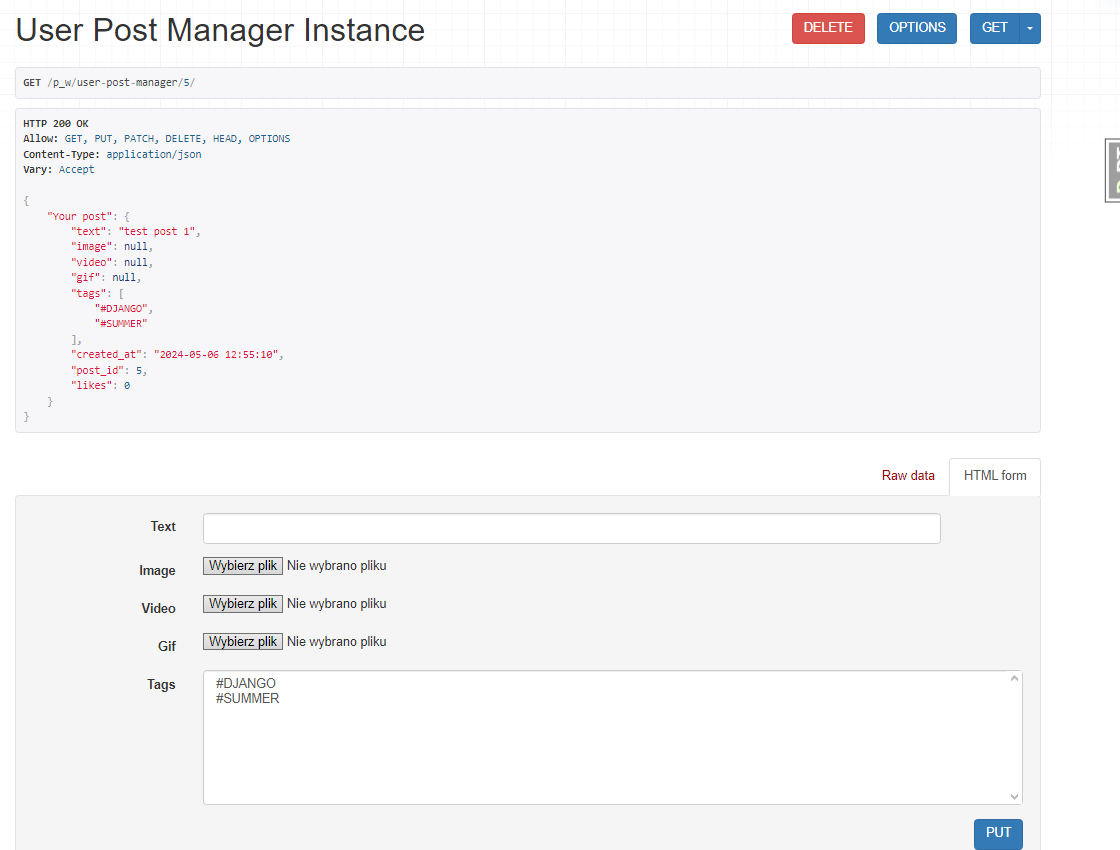 User Post Manager Instance
DELETE
OPTIONS
GET
GET /p_w/user-post-manager/5/
HTTP 200 OK
Allow: GET, PUT, PATCH, DELETE, HEAD, OPTIONS
Content-Type: application/json
Vary: Accept
{
"Your post": {
"text": "test post 1",
"image": null,
"video": null,
"gif": null,
"tags": [
"#DJANGO",
"#SUMMER"
],
"created_at": "2024-05-06 12:55:10",
"post_id": 5,
"likes": 0
}
}
Raw data
HTML form
Text
Image Wybierz plik Nie wybrano pliku
Video Wybierz plik Nie wybrano pliku
Gif Wybierz plik Nie wybrano pliku
Tags #DJANGO
#SUMMER
PUT